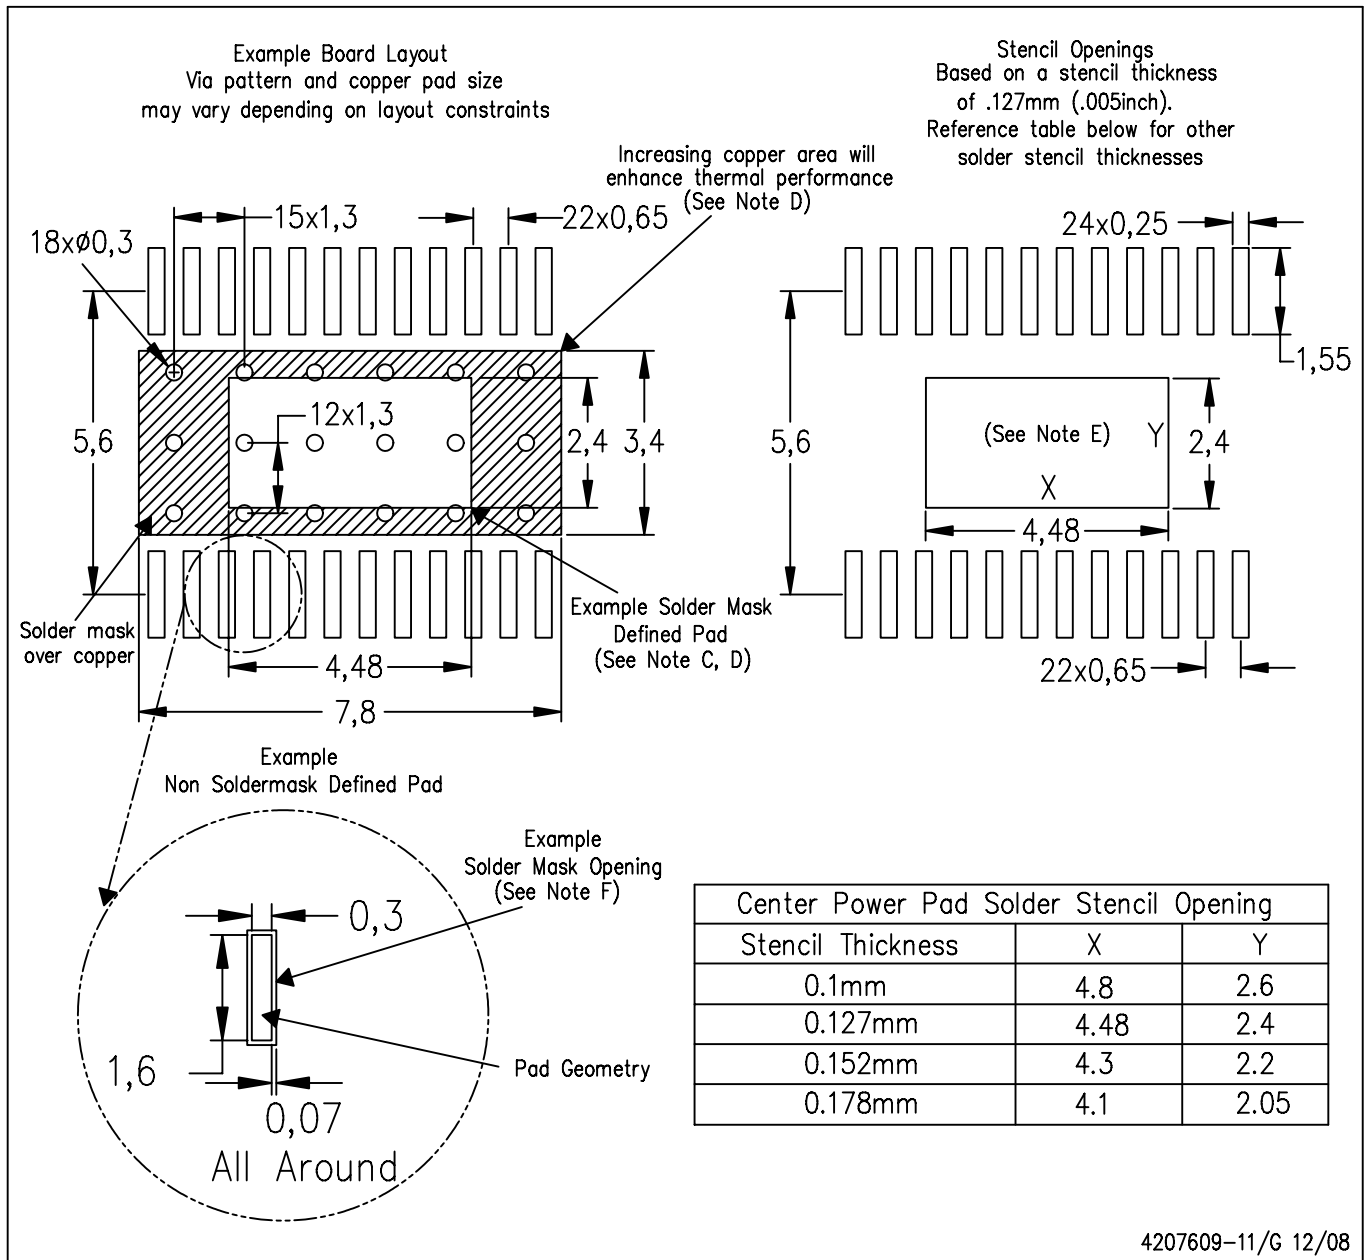 Example Board Layout
Via pattern and copper pad size
may vary depending on layout constraints
Stencil Openings
Based on a stencil thickness
of .127mm (.005inch).
Reference table below for other
solder stencil thicknesses
Increasing copper area will
enhance thermal performance
(See Note D)
15x1,3
22x0,65
18xø0,3
24x0,25
1,55
12x1,3
5,6
2,4
3,4
5,6
(See Note E)
Y
2,4
X
4,48
Solder mask
over copper
Example Solder Mask
Defined Pad
(See Note C, D)
4,48
22x0,65
7,8
Example
Non Soldermask Defined Pad
Example
Solder Mask Opening
(See Note F)
0,3
1,6
Pad Geometry
0,07
All Around
Center Power Pad Solder Stencil Opening
Stencil Thickness X Y
0.1mm 4.8 2.6
0.127mm 4.48 2.4
0.152mm 4.3 2.2
0.178mm 4.1 2.05
4207609-11/G 12/08